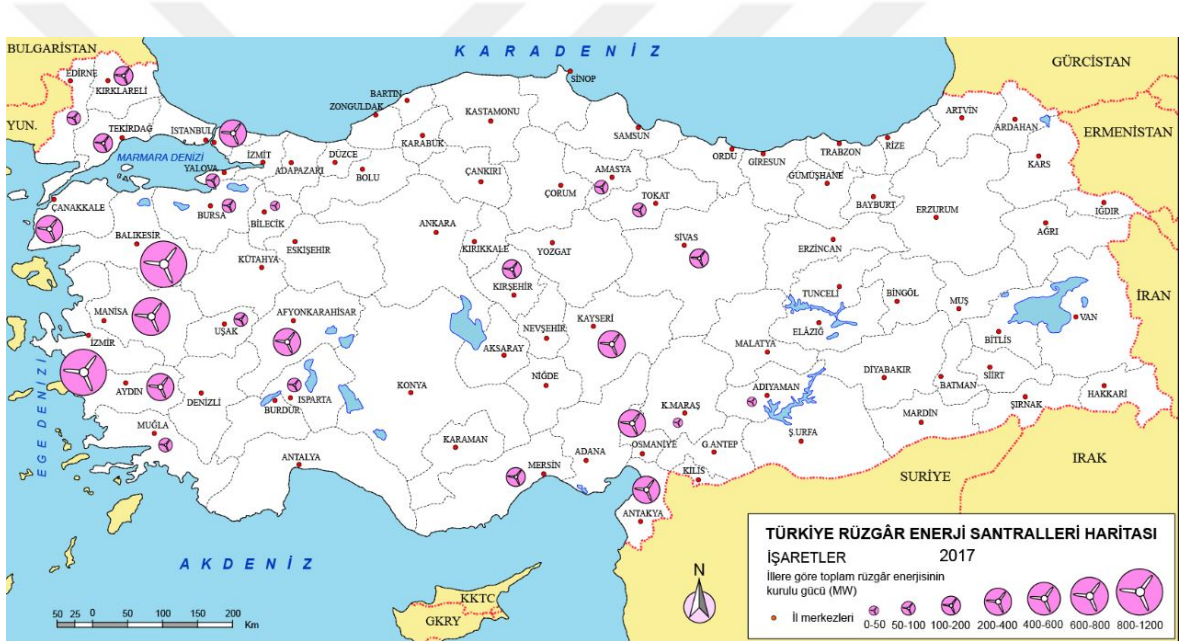 BULGARİSTAN
K A R A D E N İ Z
GÜRCİSTAN
EDİRNE
KIRKLARELİ
SİNOP
BARTIN
ZONGULDAK
KASTAMONU
ARTVİN
ARDAHAN
YUN.
TEKİRDAĞ
İSTANBUL
KARABÜK
SAMSUN
ERMENİSTAN
MARMARA DENİZİ
İZMİT
DÜZCE
ORDU
GİRESUN
TRABZON
RİZE
KARS
YALOVA
ADAPAZARI
BOLU
ÇANKIRI
ÇORUM
AMASYA
GÜMÜŞHANE
ÇANAKKALE
BURSA
BİLECİK
TOKAT
BAYBURT
ERZURUM
IĞDIR
ANKARA
AĞRI
BALIKESİR
ESKİŞEHİR
KIRIKKALE
YOZGAT
SİVAS
ERZİNCAN
KÜTAHYA
KIRŞEHİR
TUNCELİ
BİNGÖL
MUŞ
İRAN
MANİSA
UŞAK
AFYONKARAHİSAR
NEVŞEHİR
KAYSERİ
ELÂZIĞ
VAN
İZMİR
AKSARAY
MALATYA
BİTLİS
EGE DENİZİ
AYDIN
DENİZLİ
BURDUR
ISPARTA
KONYA
NİĞDE
ADIYAMAN
DİYABAKIR
BATMAN
SİİRT
HAKKARİ
MUĞLA
K.MARAŞ
MARDİN
ŞIRNAK
KARAMAN
OSMANİYE
G.ANTEP
Ş.URFA
ANTALYA
MERSİN
ADANA
KİLİS
SURİYE
IRAK
ANTAKYA
A K D E N İ Z
TÜRKİYE RÜZGÂR ENERJİ SANTRALLERİ HARİTASI
İŞARETLER
2017
İllere göre toplam rüzgâr enerjisinin
kurulu gücü (MW)
İl merkezleri
0-50 50-100 100-200 200-400 400-600 600-800 800-1200
N
KKTC
GKRY
50 25 0 50 100 150 200
Km